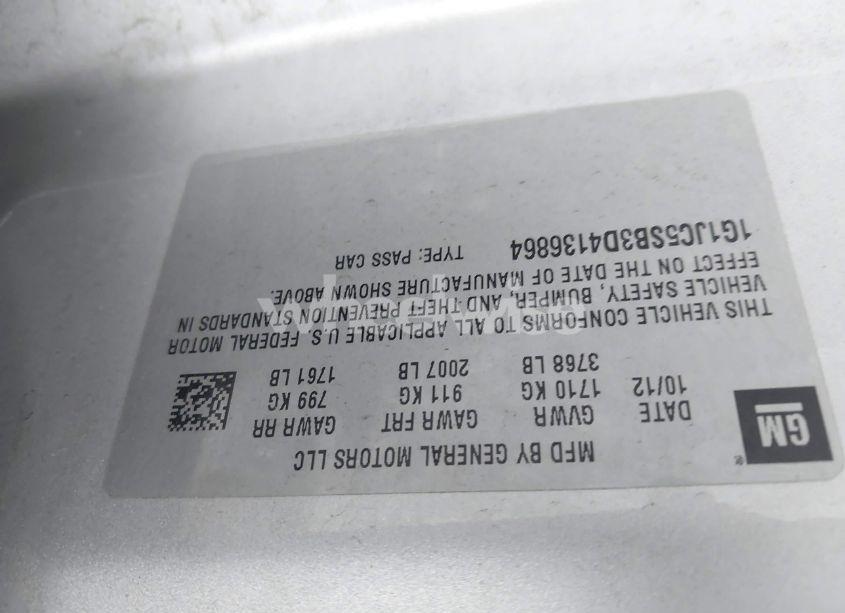 MFD BY GENERAL MOTORS LLC
GM
®
DATE GVWR GAWR FRT GAWR RR
10/12 1710 KG 911 KG 799 KG
3768 LB 2007 LB 1761 LB
THIS VEHICLE CONFORMS TO ALL APPLICABLE U.S. FEDERAL MOTOR
VEHICLE SAFETY, BUMPER, AND THEFT PREVENTION STANDARDS IN
EFFECT ON THE DATE OF MANUFACTURE SHOWN ABOVE.
1G1JC5SB3D4136864 TYPE: PASS CAR